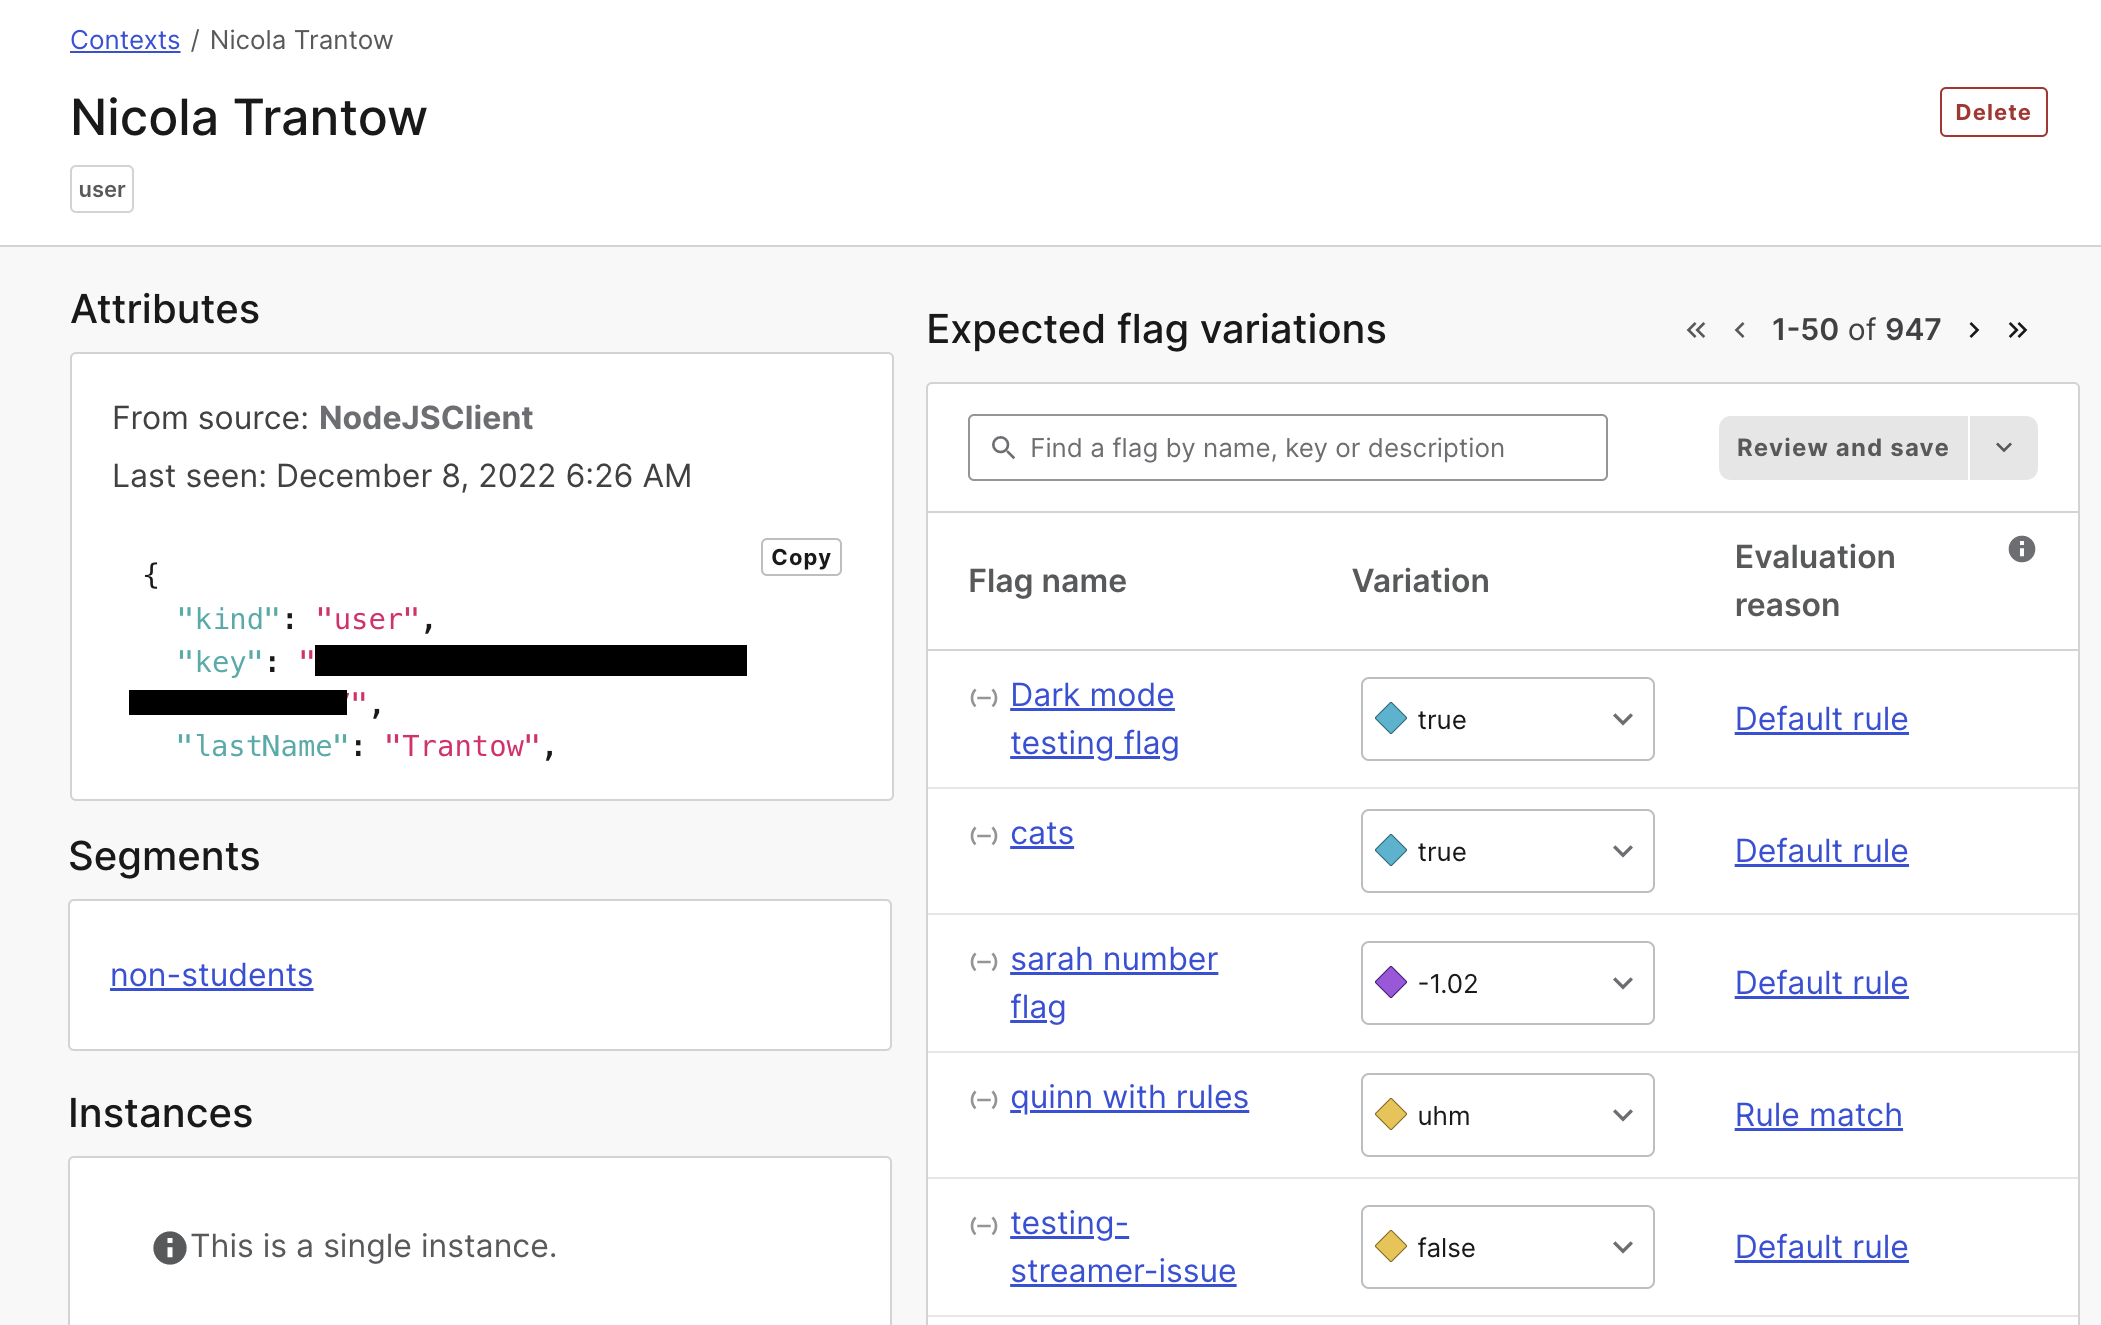 Contexts / Nicola Trantow
Nicola Trantow
Delete
user
Attributes
From source: NodeJSClient
Last seen: December 8, 2022 6:26 AM
Copy
{
"kind": "user",
"key": "
",
"lastName": "Trantow",
Segments
non-students
Instances
This is a single instance.
Expected flag variations
« ‹ 1-50 of 947 › »
Find a flag by name, key or description
Review and save
Flag name Variation Evaluation
reason
Dark mode
testing flag
true
Default rule
cats
true
Default rule
sarah number
flag
-1.02
Default rule
quinn with rules
uhm
Rule match
testing-
streamer-issue
false
Default rule